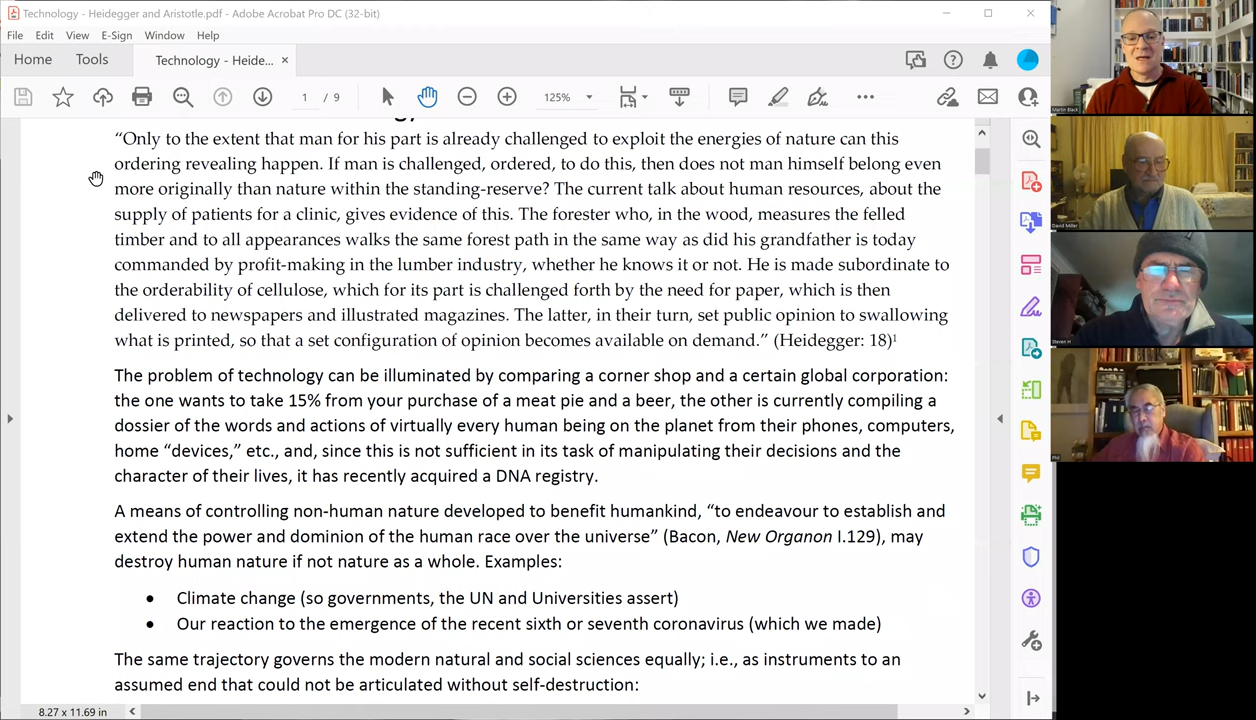 Technology - Heidegger and Aristotle.pdf - Adobe Acrobat Pro DC (32-bit)
File Edit View E-Sign Window Help
Home Tools Technology - Heide... ×
1 / 9 125%
“Only to the extent that man for his part is already challenged to exploit the energies of nature can this
ordering revealing happen. If man is challenged, ordered, to do this, then does not man himself belong even
more originally than nature within the standing-reserve? The current talk about human resources, about the
supply of patients for a clinic, gives evidence of this. The forester who, in the wood, measures the felled
timber and to all appearances walks the same forest path in the same way as did his grandfather is today
commanded by profit-making in the lumber industry, whether he knows it or not. He is made subordinate to
the orderability of cellulose, which for its part is challenged forth by the need for paper, which is then
delivered to newspapers and illustrated magazines. The latter, in their turn, set public opinion to swallowing
what is printed, so that a set configuration of opinion becomes available on demand.” (Heidegger: 18)¹
The problem of technology can be illuminated by comparing a corner shop and a certain global corporation:
the one wants to take 15% from your purchase of a meat pie and a beer, the other is currently compiling a
dossier of the words and actions of virtually every human being on the planet from their phones, computers,
home “devices,” etc., and, since this is not sufficient in its task of manipulating their decisions and the
character of their lives, it has recently acquired a DNA registry.
A means of controlling non-human nature developed to benefit humankind, “to endeavour to establish and
extend the power and dominion of the human race over the universe” (Bacon, New Organon I.129), may
destroy human nature if not nature as a whole. Examples:
• Climate change (so governments, the UN and Universities assert)
• Our reaction to the emergence of the recent sixth or seventh coronavirus (which we made)
The same trajectory governs the modern natural and social sciences equally; i.e., as instruments to an
assumed end that could not be articulated without self-destruction:
8.27 x 11.69 in
Martin Black
David Miller
Steven H
Phil